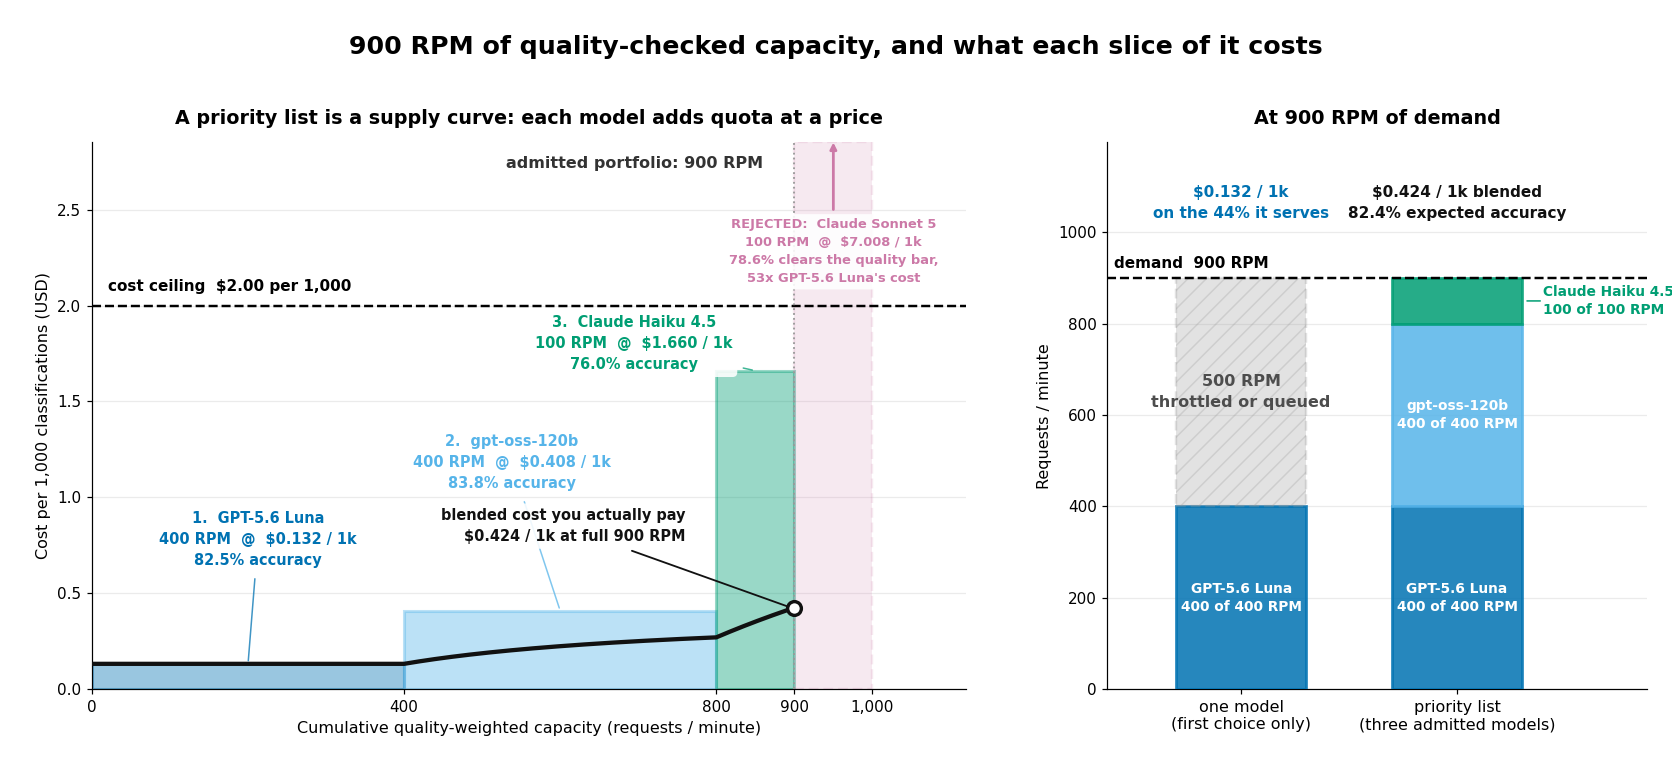 900 RPM of quality-checked capacity, and what each slice of it costs
A priority list is a supply curve: each model adds quota at a price
admitted portfolio: 900 RPM
REJECTED: Claude Sonnet 5
100 RPM @ $7.008 / 1k
78.6% clears the quality bar,
53x GPT-5.6 Luna's cost
cost ceiling $2.00 per 1,000
3. Claude Haiku 4.5
100 RPM @ $1.660 / 1k
76.0% accuracy
2. gpt-oss-120b
400 RPM @ $0.408 / 1k
83.8% accuracy
blended cost you actually pay
$0.424 / 1k at full 900 RPM
1. GPT-5.6 Luna
400 RPM @ $0.132 / 1k
82.5% accuracy
Cost per 1,000 classifications (USD)
2.5
2.0
1.5
1.0
0.5
0.0
0
400
800
900
1,000
Cumulative quality-weighted capacity (requests / minute)
At 900 RPM of demand
$0.132 / 1k
on the 44% it serves
$0.424 / 1k blended
82.4% expected accuracy
demand 900 RPM
Claude Haiku 4.5
100 of 100 RPM
500 RPM
throttled or queued
gpt-oss-120b
400 of 400 RPM
GPT-5.6 Luna
400 of 400 RPM
GPT-5.6 Luna
400 of 400 RPM
Requests / minute
1000
800
600
400
200
0
one model
(first choice only)
priority list
(three admitted models)